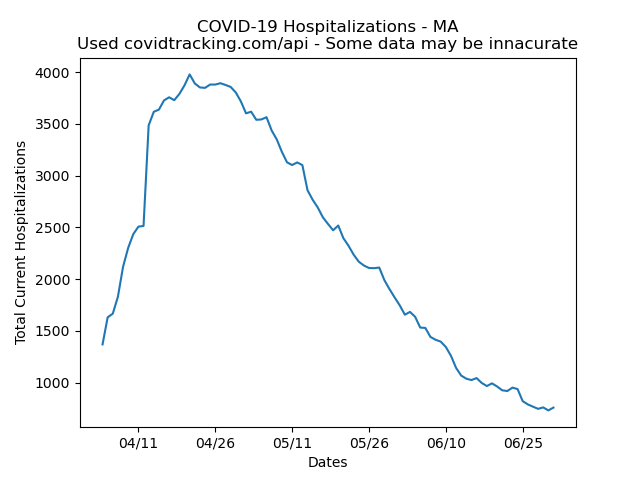 COVID-19 Hospitalizations - MA
Used covidtracking.com/api - Some data may be innacurate
4000
3500
3000
2500
2000
1500
1000
Total Current Hospitalizations
04/11 04/26 05/11 05/26 06/10 06/25
Dates